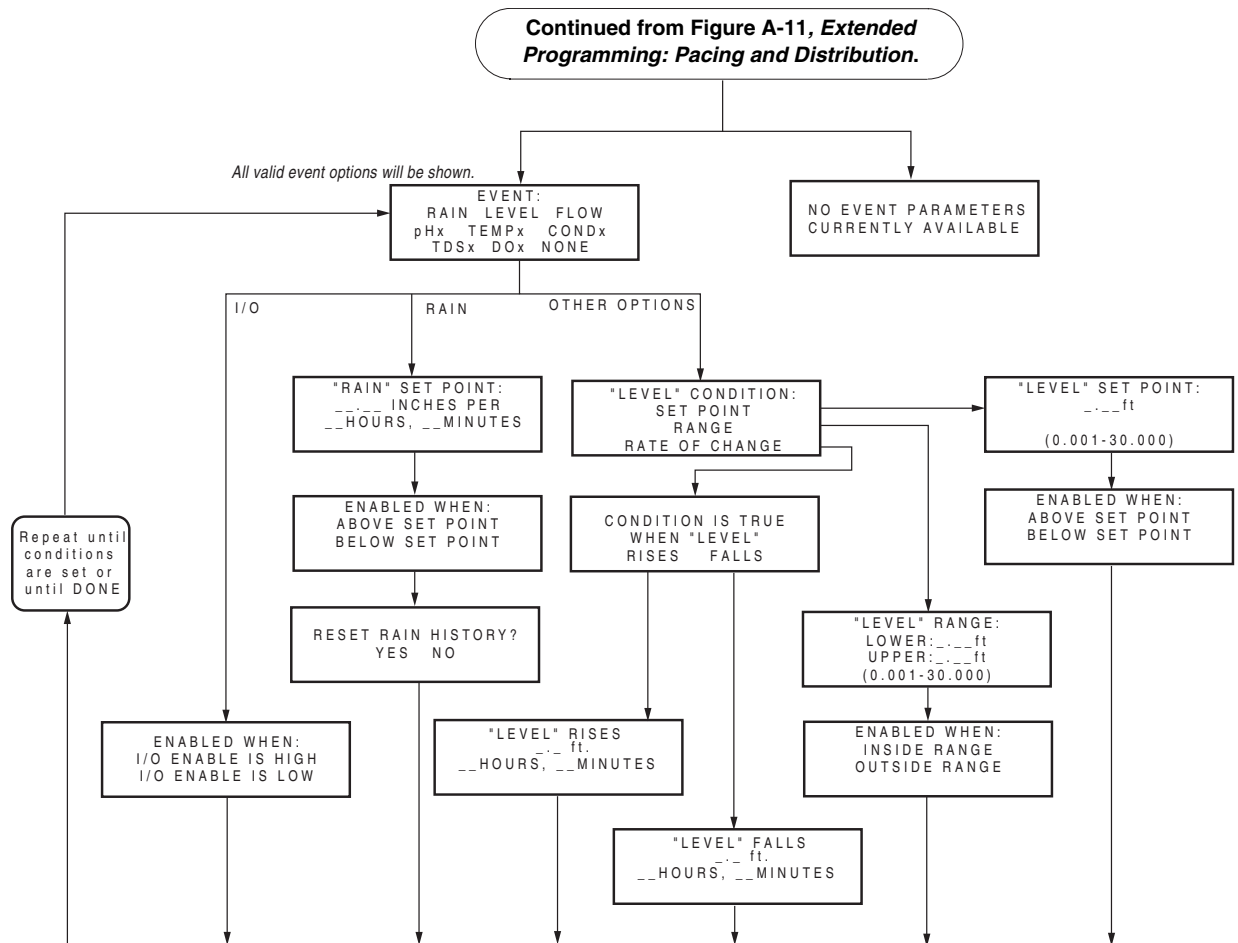 Continued from Figure A-11, Extended
Programming: Pacing and Distribution.
All valid event options will be shown.
EVENT:
RAIN LEVEL FLOW
pHx TEMPx CONDx
TDSx DOx NONE
NO EVENT PARAMETERS
CURRENTLY AVAILABLE
I/O
RAIN
OTHER OPTIONS
"RAIN" SET POINT:
__.__ INCHES PER
__HOURS, __MINUTES
"LEVEL" CONDITION:
SET POINT
RANGE
RATE OF CHANGE
"LEVEL" SET POINT:
_.__ft
(0.001-30.000)
ENABLED WHEN:
ABOVE SET POINT
BELOW SET POINT
CONDITION IS TRUE
WHEN "LEVEL"
RISES FALLS
ENABLED WHEN:
ABOVE SET POINT
BELOW SET POINT
Repeat until
conditions
are set or
until DONE
RESET RAIN HISTORY?
YES NO
"LEVEL" RANGE:
LOWER:_.__ft
UPPER:_.__ft
(0.001-30.000)
ENABLED WHEN:
I/O ENABLE IS HIGH
I/O ENABLE IS LOW
"LEVEL" RISES
_._ ft.
__HOURS, __MINUTES
ENABLED WHEN:
INSIDE RANGE
OUTSIDE RANGE
"LEVEL" FALLS
_._ ft.
__HOURS, __MINUTES